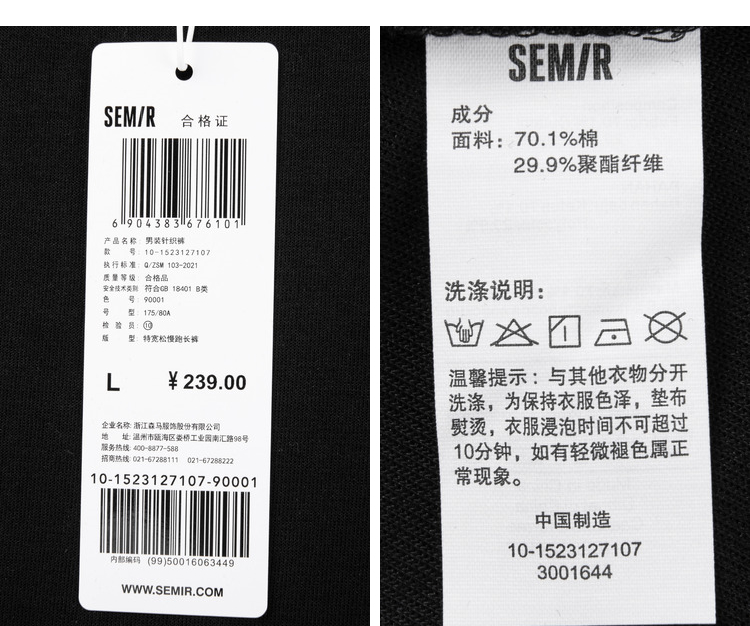 SEMIR 合格证
6 904383 676101
产品名称: 男装针织裤
款 号: 10-1523127107
执行标准: Q/ZSM 103-2021
质量等级: 合格品
安全技术类别: 符合GB 18401 B类
色 号: 90001
号 型: 175/80A
检 验 员: ⑩
版 型: 特宽松慢跑长裤
L ¥239.00
企业名称: 浙江森马服饰股份有限公司
地 址: 温州市瓯海区娄桥工业园南汇路98号
服务热线: 400-8877-588
招商热线: 021-67288111 021-67288222
10-1523127107-90001
内部编码 (99)50016063449
WWW.SEMIR.COM
SEMIR
成分
面料: 70.1%棉
29.9%聚酯纤维
洗涤说明:
温馨提示: 与其他衣物分开
洗涤, 为保持衣服色泽, 垫布
熨烫, 衣服浸泡时间不可超过
10分钟, 如有轻微褪色属正
常现象。
中国制造
10-1523127107
3001644